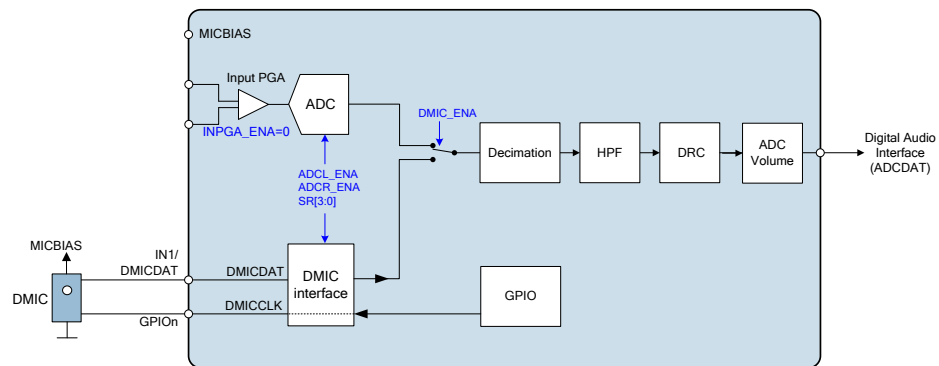 MICBIAS
Input PGA
ADC
INPGA_ENA=0
DMIC_ENA
Decimation
HPF
DRC
ADC
Volume
Digital Audio
Interface
(ADCDAT)
ADCL_ENA
ADCR_ENA
SR[3:0]
MICBIAS
IN1/
DMICDAT
DMICDAT
DMIC
interface
GPIO
DMIC
GPIOn
DMICCLK